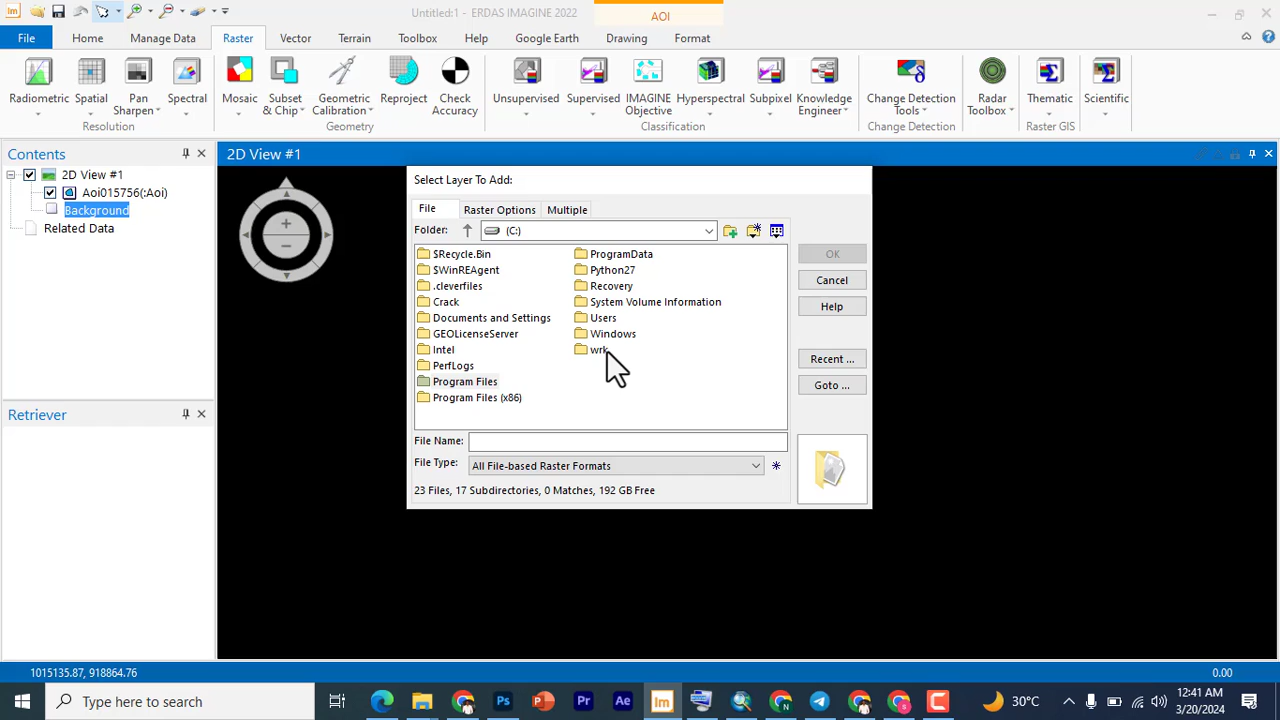 Untitled:1 - ERDAS IMAGINE 2022
AOI
File Home Manage Data Raster Vector Terrain Toolbox Help Google Earth Drawing Format
Radiometric Spatial Pan Sharpen Spectral Mosaic Subset & Chip Geometric Calibration Reproject Check Accuracy Unsupervised Supervised IMAGINE Objective Hyperspectral Subpixel Knowledge Engineer Change Detection Tools Radar Toolbox Thematic Scientific
Resolution Geometry Classification Change Detection Raster GIS
Contents
2D View #1
2D View #1
Aoi015756(:Aoi)
Background
Related Data
Retriever
Select Layer To Add:
File Raster Options Multiple
Folder: (C:)
$Recycle.Bin ProgramData
$WinREAgent Python27
.cleverfiles Recovery
Crack System Volume Information
Documents and Settings Users
GEOLicenseServer Windows
Intel wrk
PerfLogs
Program Files
Program Files (x86)
OK
Cancel
Help
Recent ...
Goto ...
File Name:
File Type: All File-based Raster Formats
23 Files, 17 Subdirectories, 0 Matches, 192 GB Free
1015135.87, 918864.76 0.00
Type here to search
Ps Pr Ae Im
30°C
12:41 AM
3/20/2024